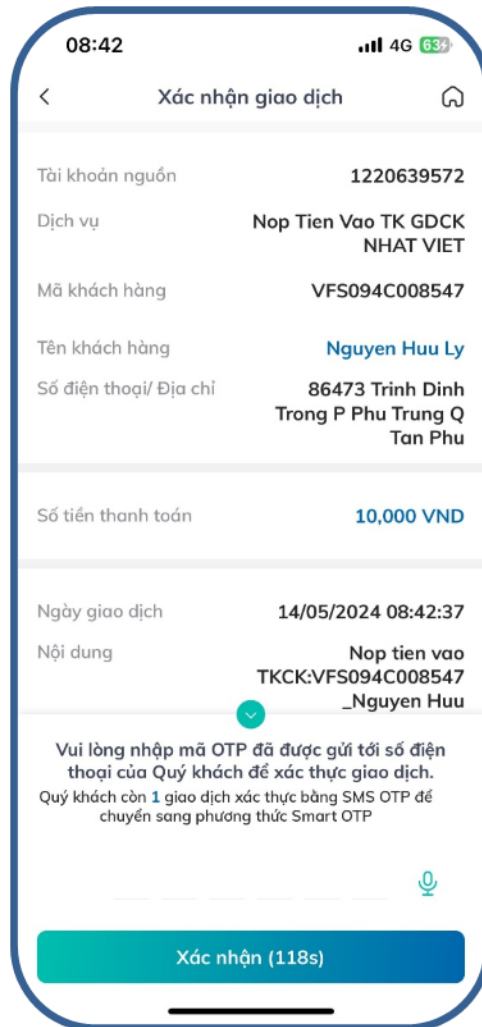 08:42
4G 63
Xác nhận giao dịch
Tài khoản nguồn 1220639572
Dịch vụ Nop Tien Vao TK GDCK
NHAT VIET
Mã khách hàng VFS094C008547
Tên khách hàng Nguyen Huu Ly
Số điện thoại/ Địa chỉ 86473 Trinh Dinh
Trong P Phu Trung Q
Tan Phu
Số tiền thanh toán 10,000 VND
Ngày giao dịch 14/05/2024 08:42:37
Nội dung Nop tien vao
TKCK:VFS094C008547
_Nguyen Huu
Vui lòng nhập mã OTP đã được gửi tới số điện
thoại của Quý khách để xác thực giao dịch.
Quý khách còn 1 giao dịch xác thực bằng SMS OTP để
chuyển sang phương thức Smart OTP
Xác nhận (118s)